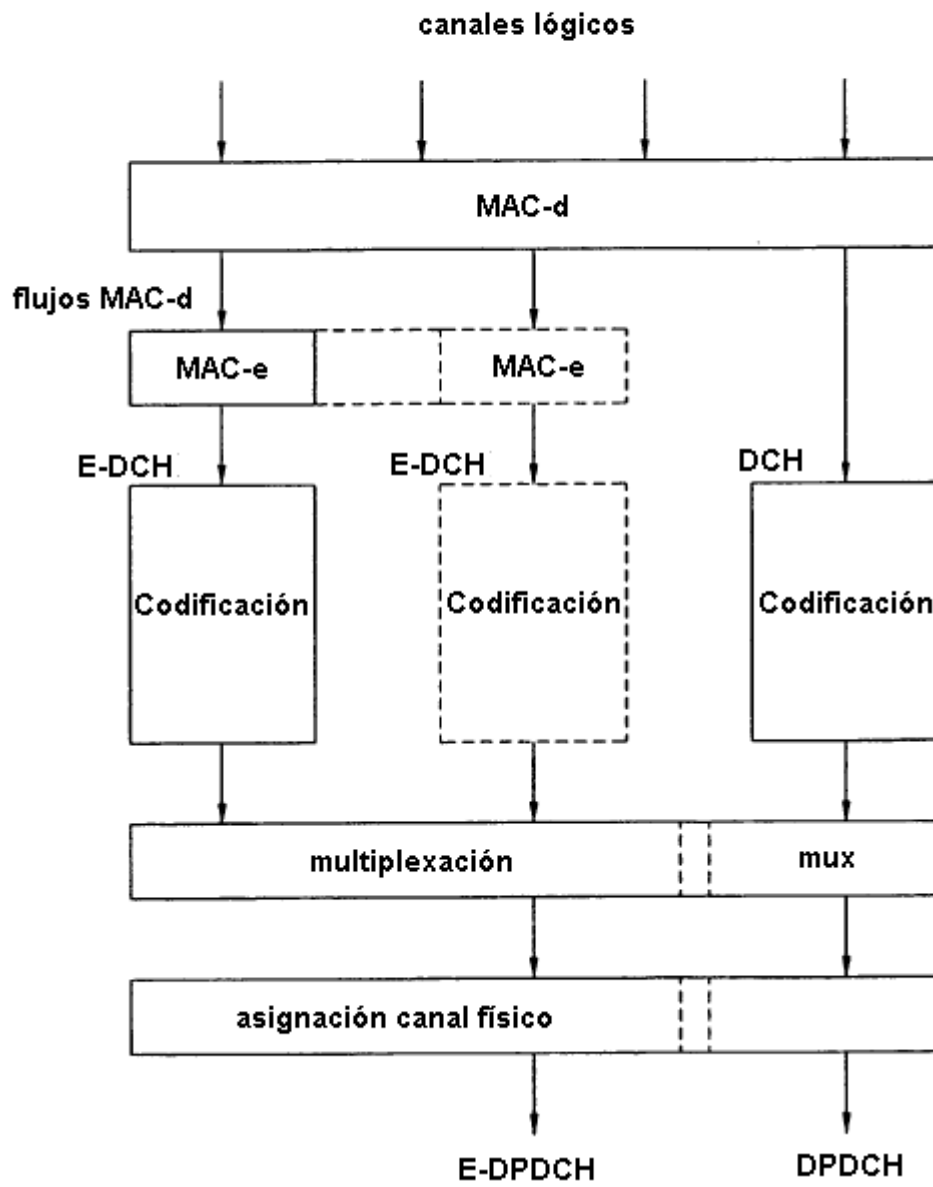 canales lógicos
MAC-d
flujos MAC-d
MAC-e
MAC-e
E-DCH
E-DCH
DCH
Codificación
Codificación
Codificación
multiplexación
mux
asignación canal físico
E-DPDCH
DPDCH